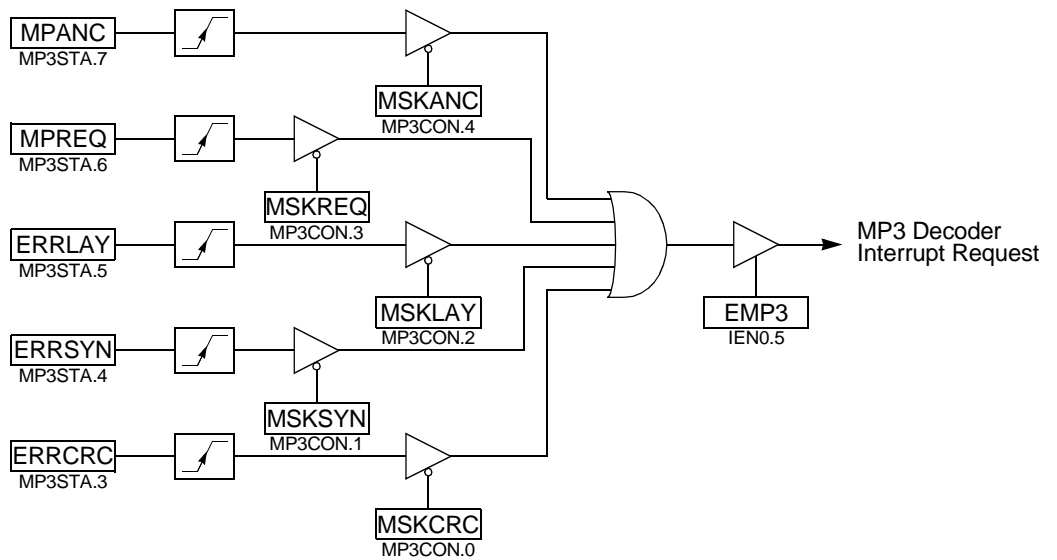 MPANC
MP3STA.7
MSKANC
MP3CON.4
MPREQ
MP3STA.6
MSKREQ
MP3CON.3
ERRLAY
MP3STA.5
MSKLAY
MP3CON.2
MP3 Decoder
Interrupt Request
EMP3
IEN0.5
ERRSYN
MP3STA.4
MSKSYN
MP3CON.1
ERRCRC
MP3STA.3
MSKCRC
MP3CON.0